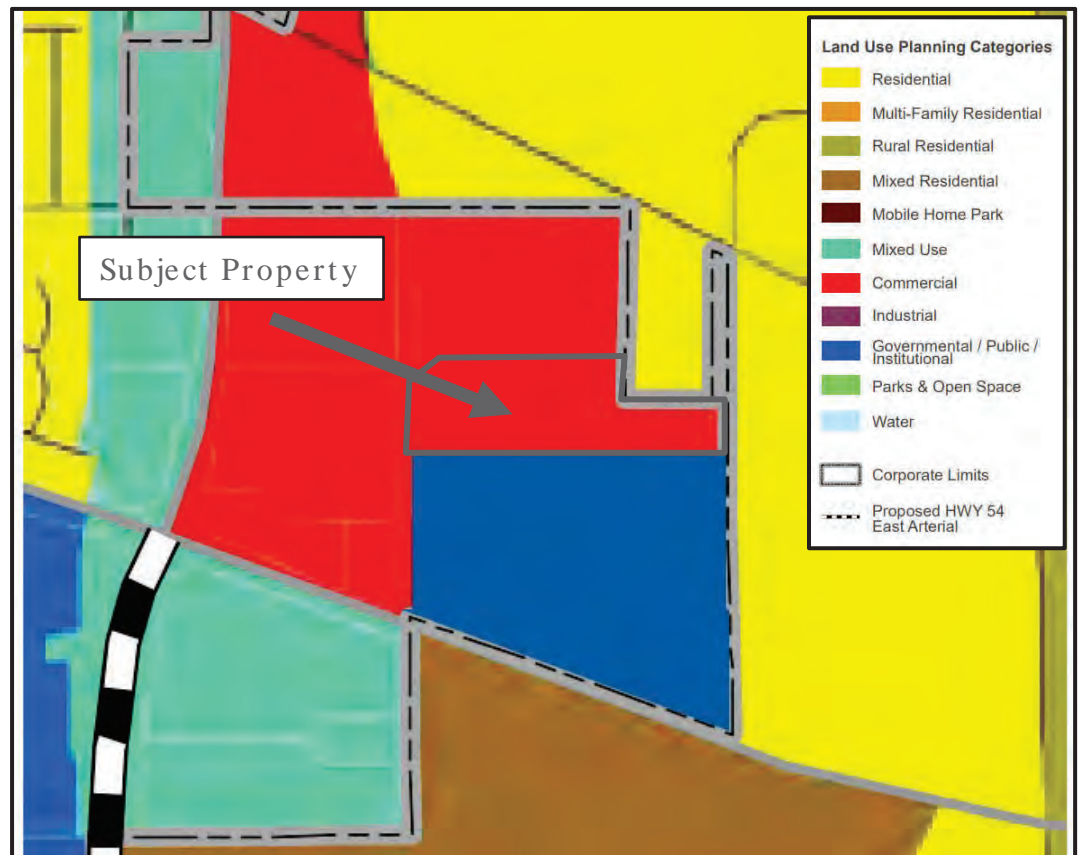 Land Use Planning Categories
Residential
Multi-Family Residential
Rural Residential
Mixed Residential
Mobile Home Park
Mixed Use
Commercial
Industrial
Governmental / Public /
Institutional
Parks & Open Space
Water
Corporate Limits
Proposed HWY 54
East Arterial
Subject Property